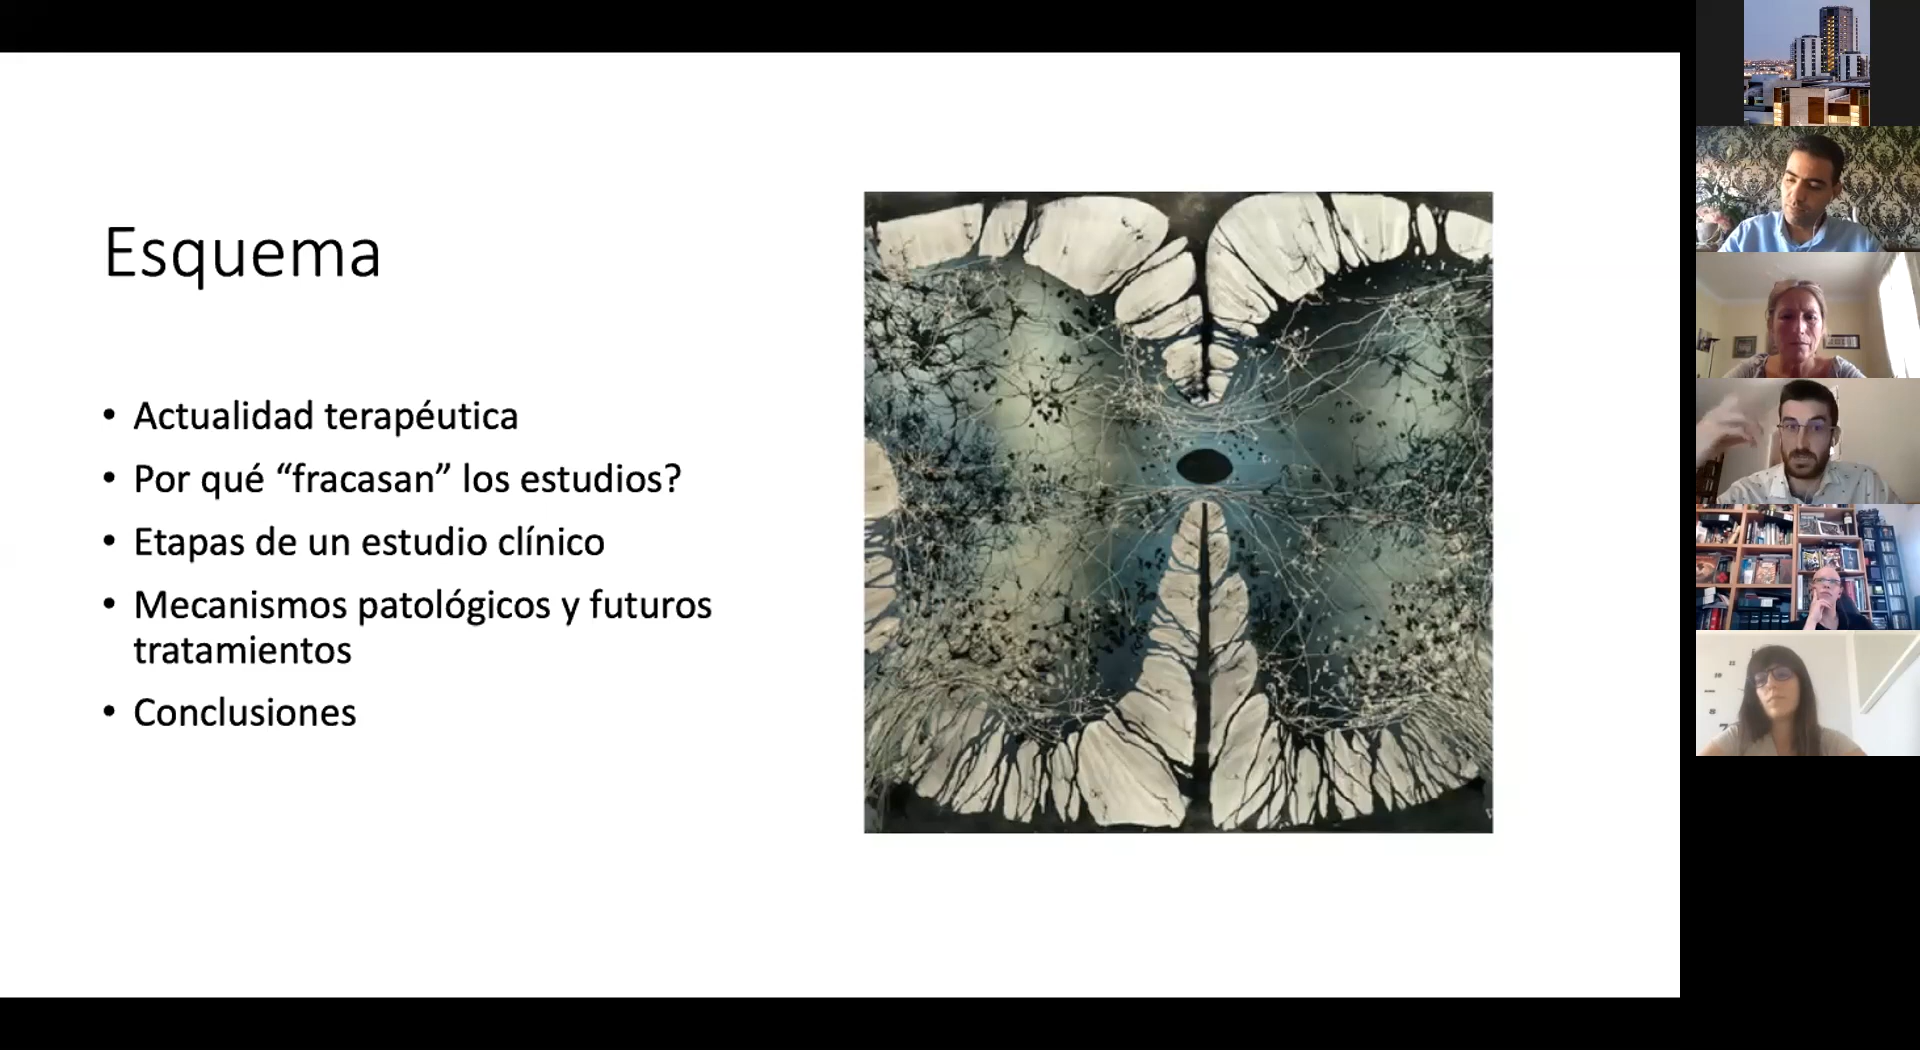 Esquema
• Actualidad terapéutica
• Por qué “fracasan” los estudios?
• Etapas de un estudio clínico
• Mecanismos patológicos y futuros
tratamientos
• Conclusiones